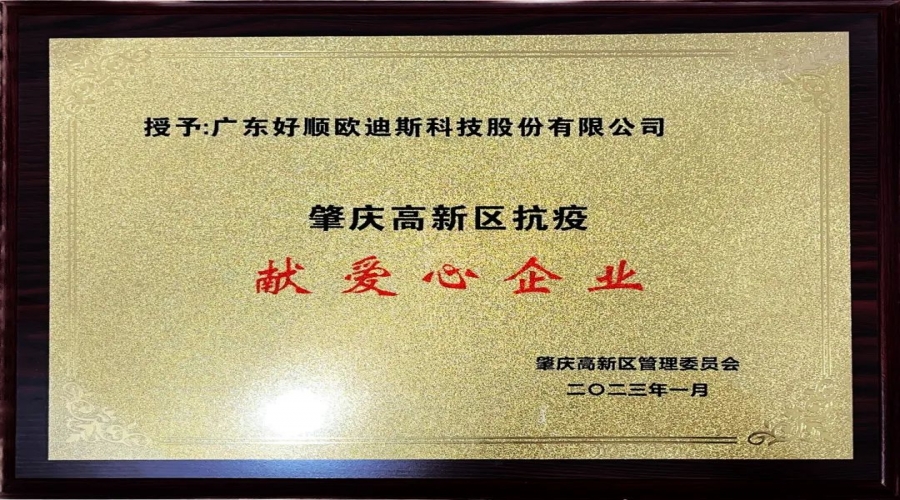 授予:广东好顺欧迪斯科技股份有限公司
肇庆高新区抗疫
献爱心企业
肇庆高新区管理委员会
二〇二三年一月